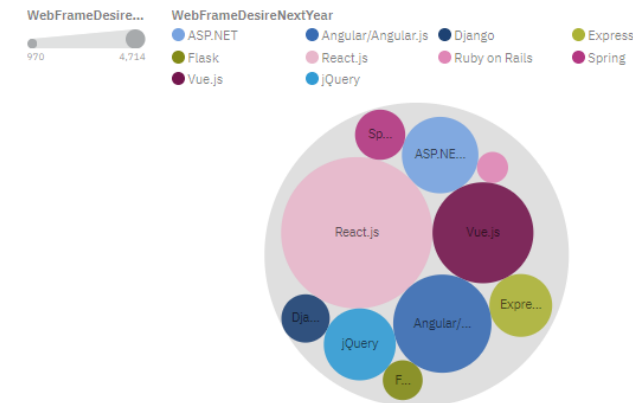 WebFrameDesire... WebFrameDesireNextYear
ASP.NET Angular/Angular.js Django Express
970 4,714
Flask React.js Ruby on Rails Spring
Vue.js jQuery
Sp...
ASP.NE...
React.js Vue.js
Expre...
Dja... Angular/...
jQuery
F...